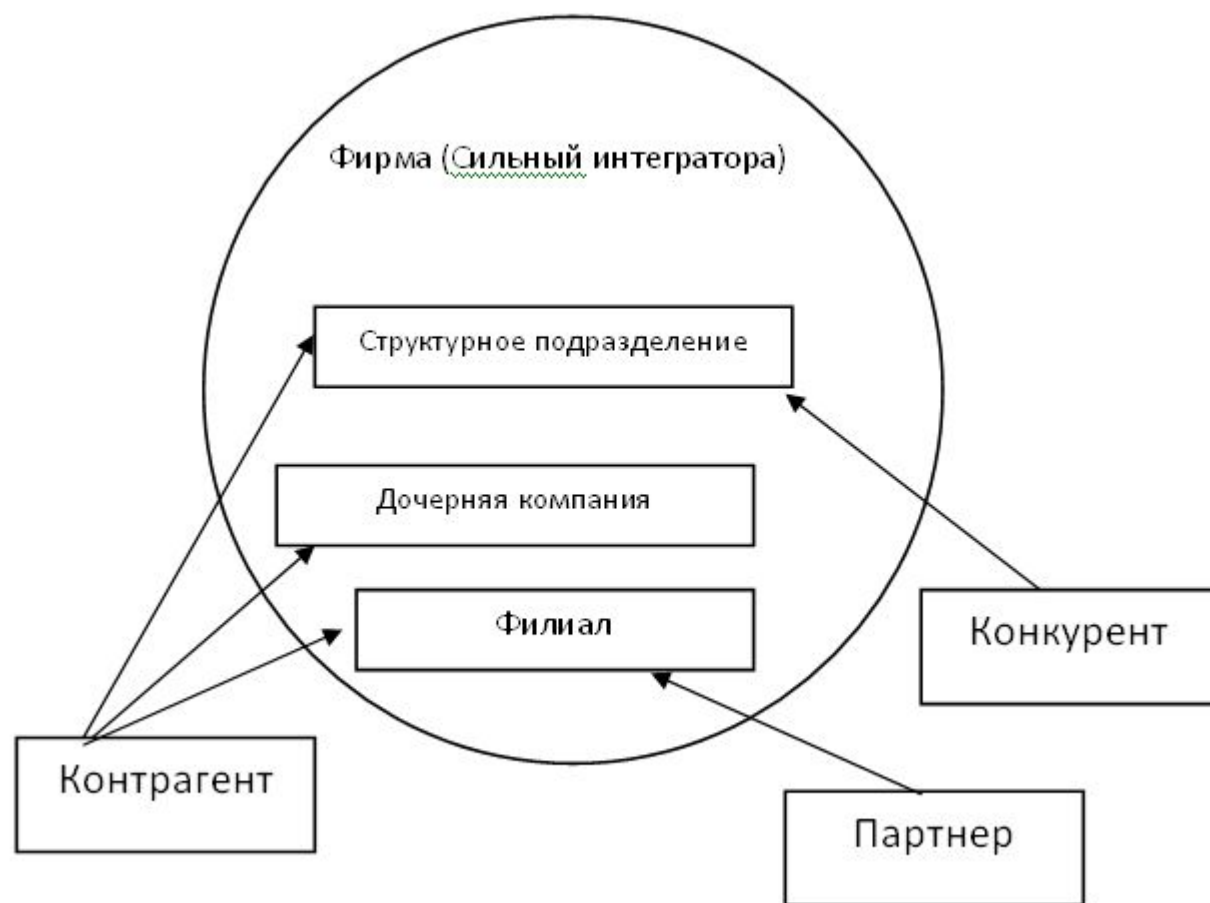 Фирма (Сильный интегратора)
Структурное подразделение
Дочерняя компания
Филиал
Конкурент
Контрагент
Партнер